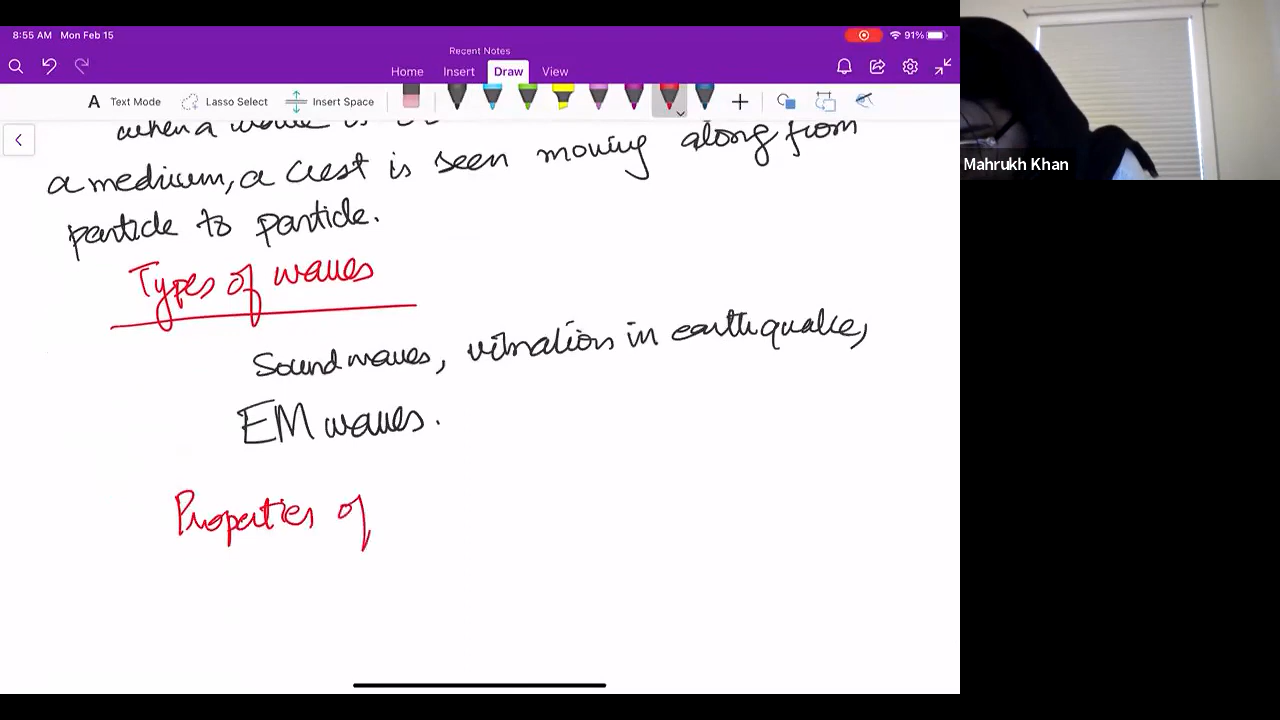 8:55 AM Mon Feb 15
91%
Recent Notes
Home Insert Draw View
Text Mode Lasso Select Insert Space
when a
a medium, a crest is seen moving along from
particle to particle.
Types of waves
Sound waves, vibration in earthquake,
EM waves.
Properties of
Mahrukh Khan